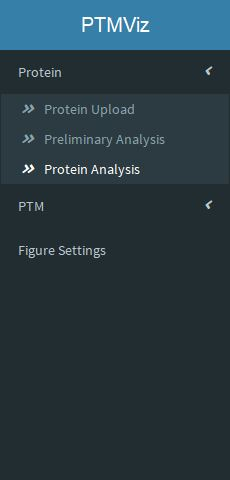 PTMViz
Protein
Protein Upload
Preliminary Analysis
Protein Analysis
PTM
Figure Settings